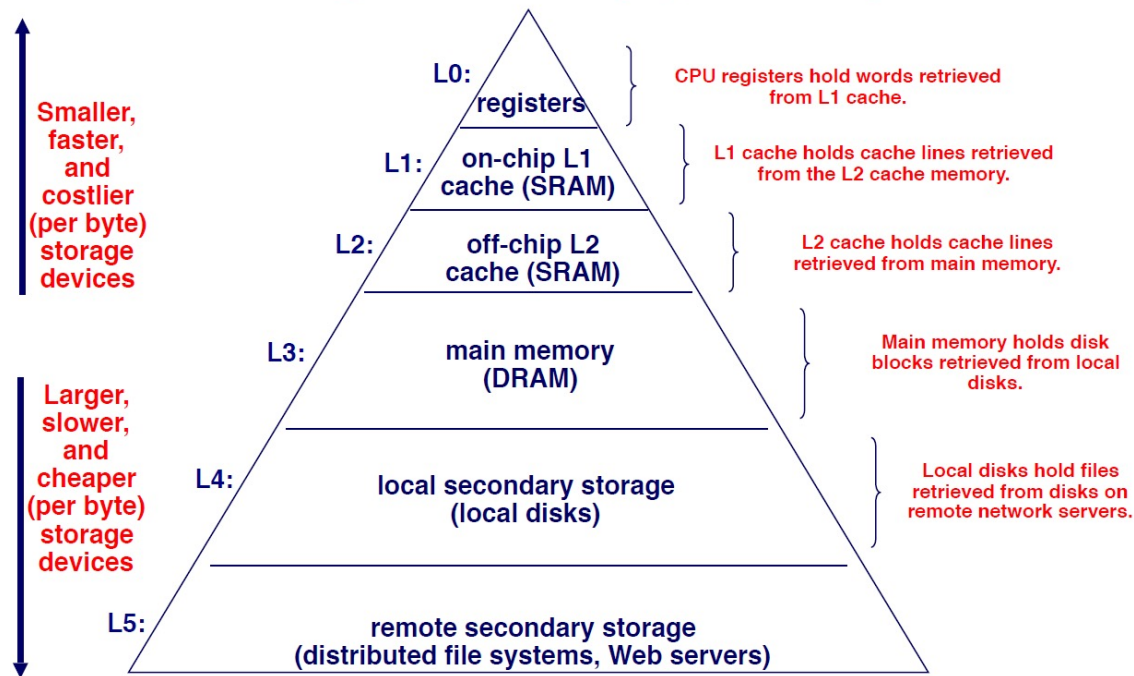 Smaller,
faster,
and
costlier
(per byte)
storage
devices
Larger,
slower,
and
cheaper
(per byte)
storage
devices
L0:
registers
CPU registers hold words retrieved
from L1 cache.
L1:
on-chip L1
cache (SRAM)
L1 cache holds cache lines retrieved
from the L2 cache memory.
L2:
off-chip L2
cache (SRAM)
L2 cache holds cache lines
retrieved from main memory.
L3:
main memory
(DRAM)
Main memory holds disk
blocks retrieved from local
disks.
L4:
local secondary storage
(local disks)
Local disks hold files
retrieved from disks on
remote network servers.
L5:
remote secondary storage
(distributed file systems, Web servers)